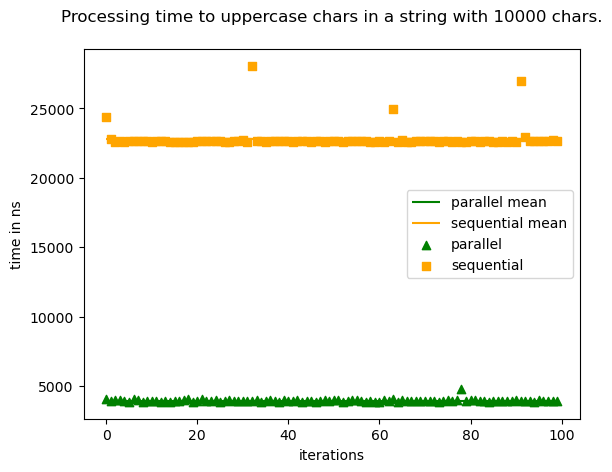 Processing time to uppercase chars in a string with 10000 chars.
25000
20000
15000
10000
5000
time in ns
parallel mean
sequential mean
parallel
sequential
0
20
40
60
80
100
iterations